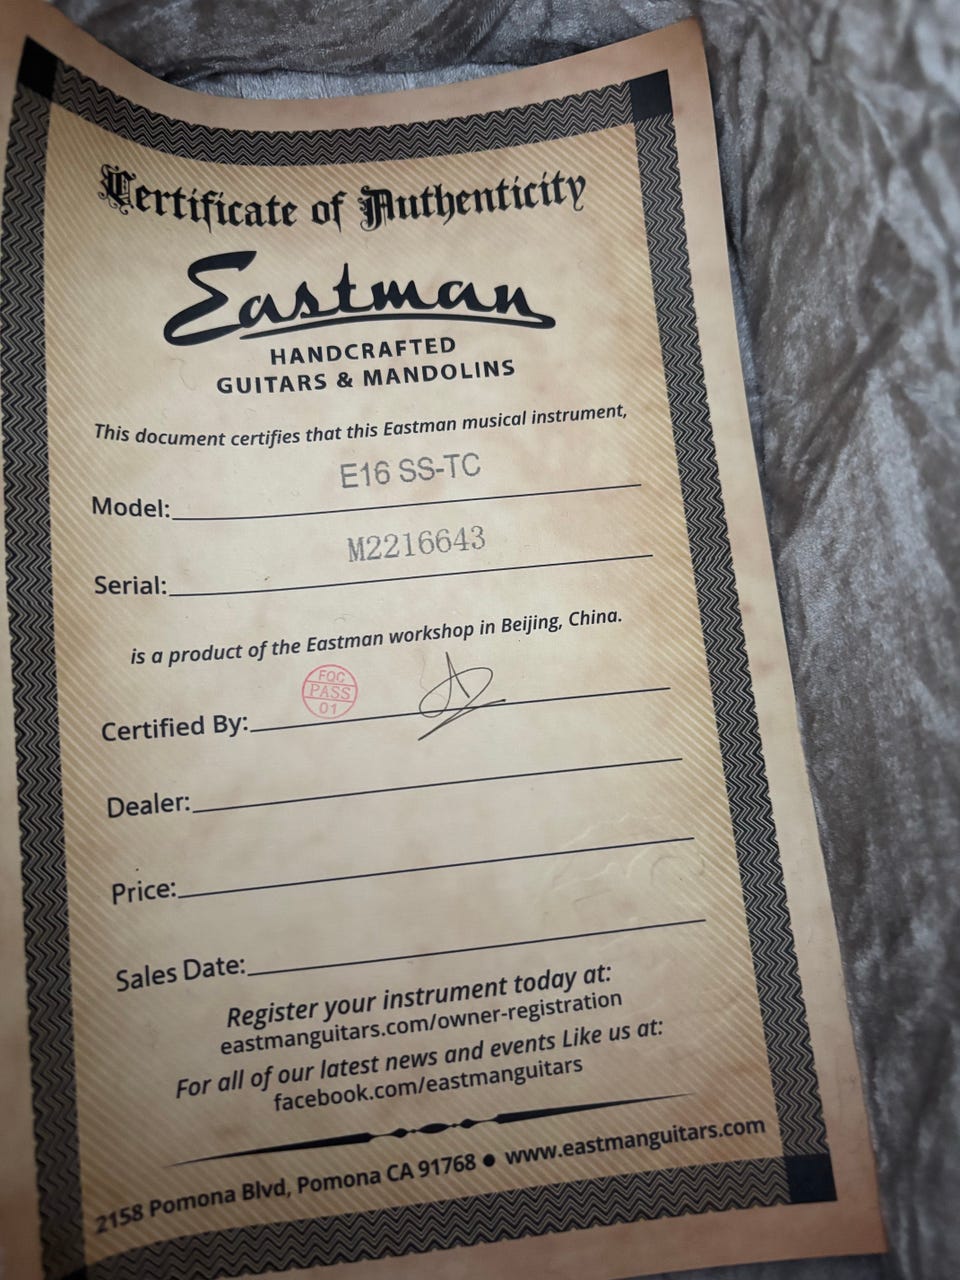 Certificate of Authenticity
Eastman
HANDCRAFTED
GUITARS & MANDOLINS
This document certifies that this Eastman musical instrument,
E16 SS-TC
Model:
M2216643
Serial:
is a product of the Eastman workshop in Beijing, China.
FQC
PASS
01
Certified By:
Dealer:
Price:
Sales Date:
Register your instrument today at:
eastmanguitars.com/owner-registration
For all of our latest news and events Like us at:
facebook.com/eastmanguitars
2158 Pomona Blvd, Pomona CA 91768 ● www.eastmanguitars.com